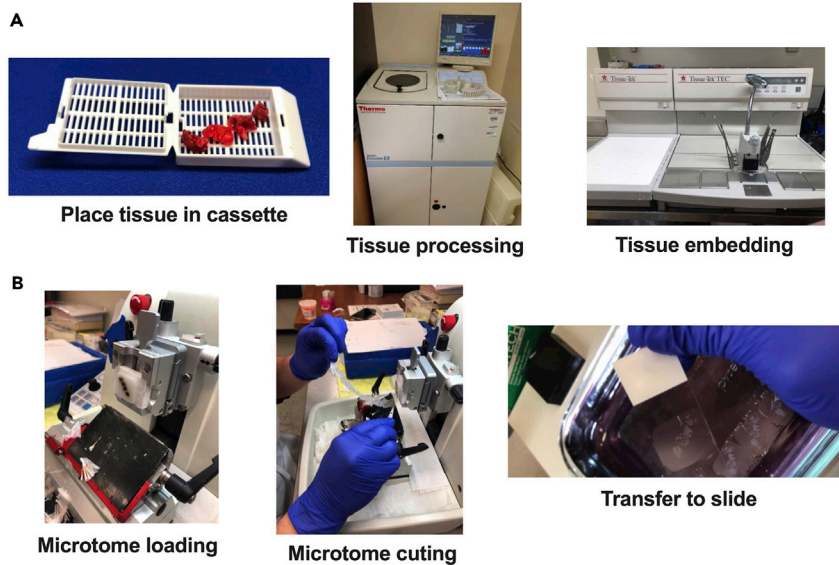 A
Place tissue in cassette
Thermo
Tissue processing
Tissue-Tek
Tissue-Tek TEC
Tissue embedding
B
Microtome loading
Microtome cuting
Transfer to slide